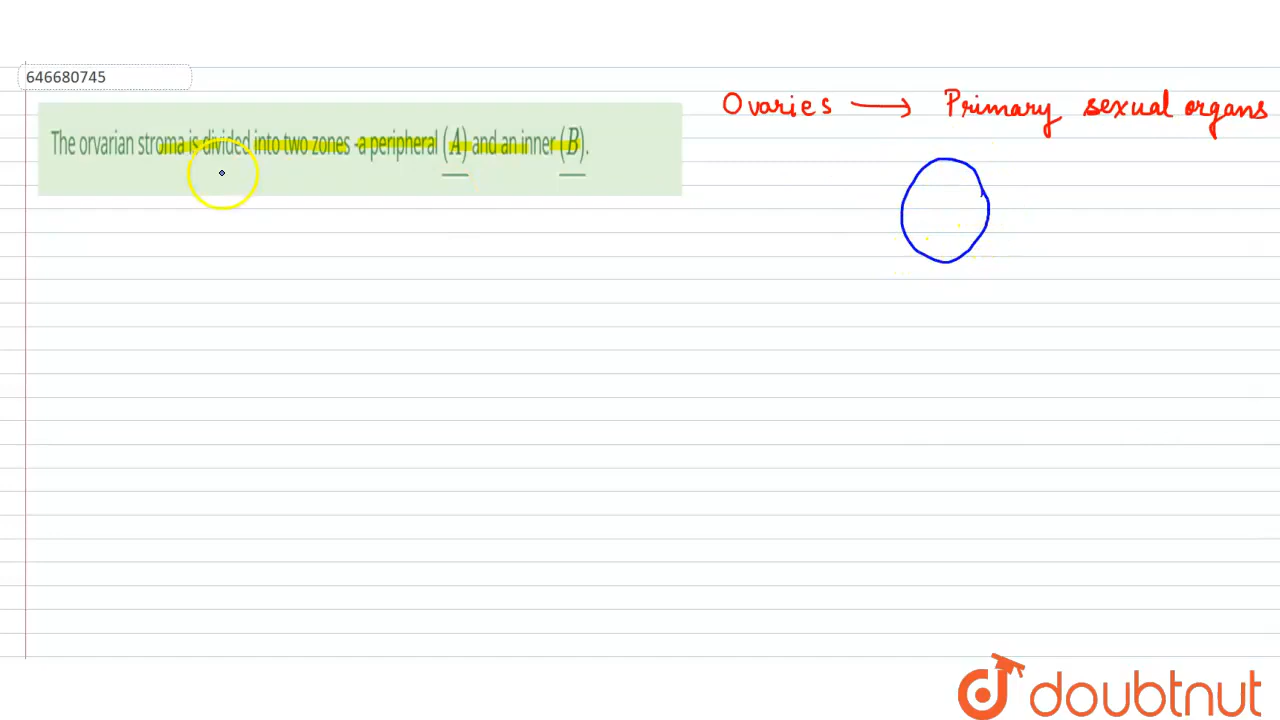 646680745
The orvarian stroma is divided into two zones -a peripheral (A) and an inner (B).
Ovaries → Primary sexual organs
doubtnut